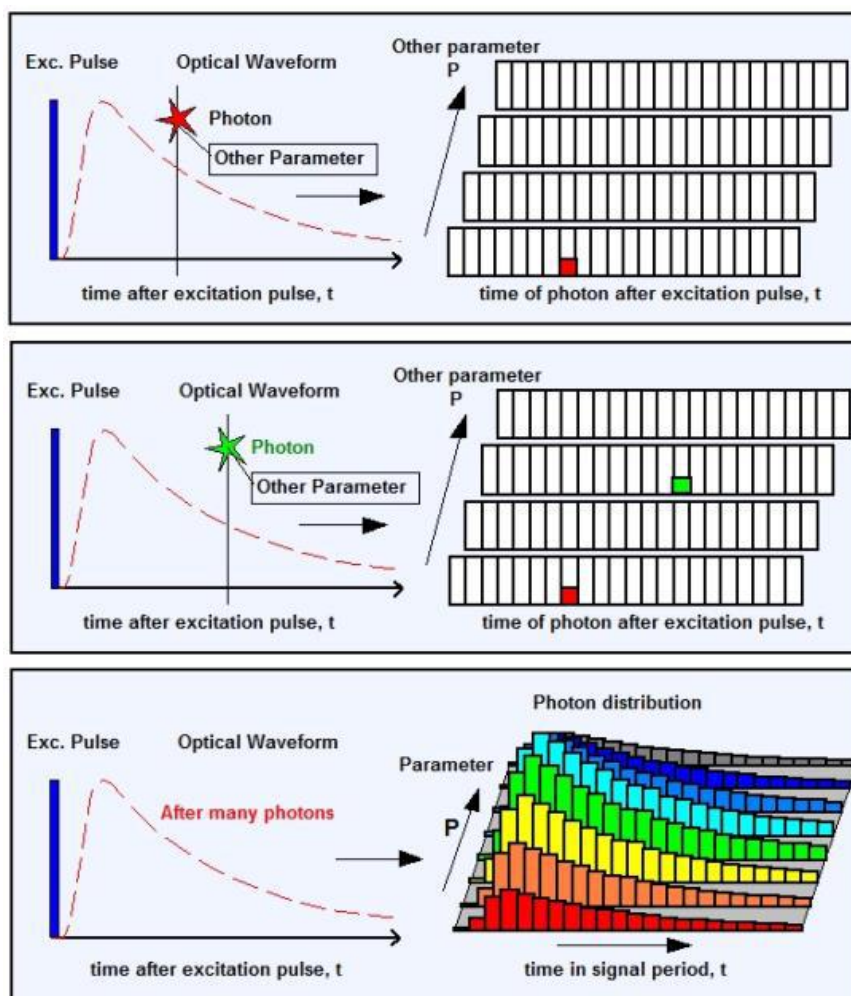 Exc. Pulse
Optical Waveform
Photon
Other Parameter
time after excitation pulse, t
Other parameter
P
time of photon after excitation pulse, t
Exc. Pulse
Optical Waveform
Photon
Other Parameter
time after excitation pulse, t
Other parameter
P
time of photon after excitation pulse, t
Exc. Pulse
Optical Waveform
After many photons
time after excitation pulse, t
Photon distribution
Parameter
P
time in signal period, t